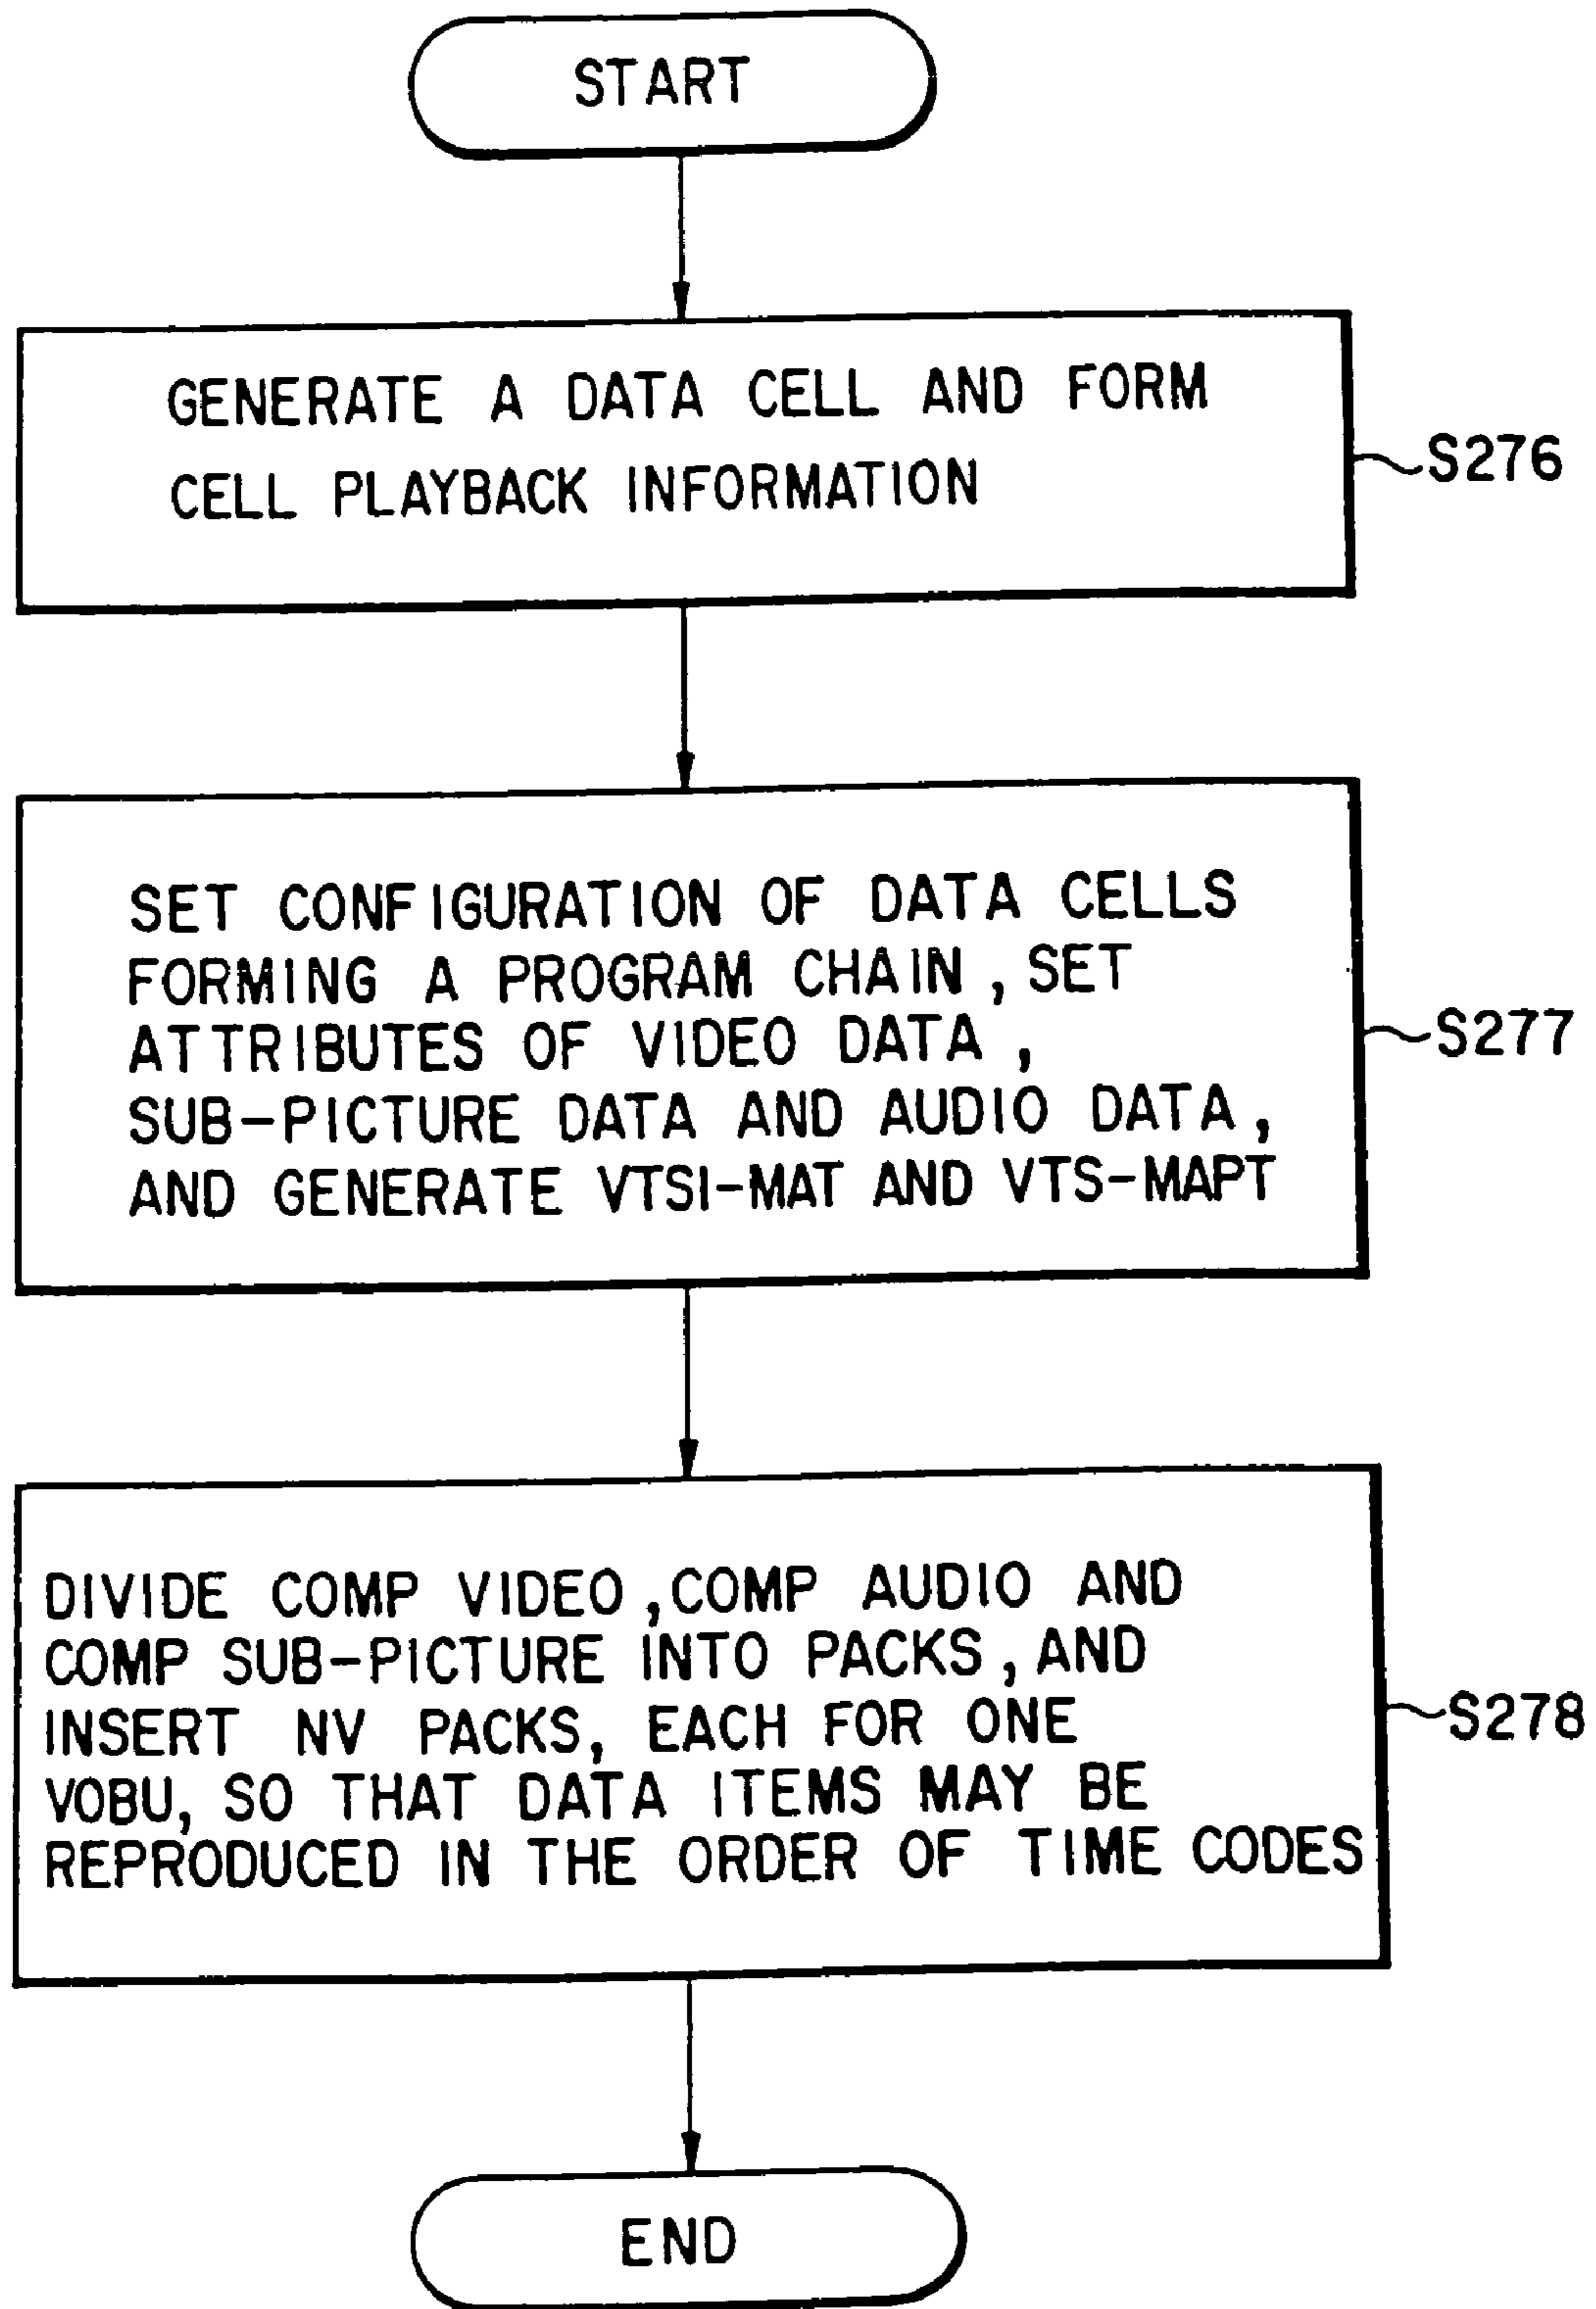 START
GENERATE A DATA CELL AND FORM
CELL PLAYBACK INFORMATION
S276
SET CONFIGURATION OF DATA CELLS
FORMING A PROGRAM CHAIN, SET
ATTRIBUTES OF VIDEO DATA,
SUB-PICTURE DATA AND AUDIO DATA,
AND GENERATE VTSI-MAT AND VTS-MAPT
S277
DIVIDE COMP VIDEO, COMP AUDIO AND
COMP SUB-PICTURE INTO PACKS, AND
INSERT NV PACKS, EACH FOR ONE
VOBU, SO THAT DATA ITEMS MAY BE
REPRODUCED IN THE ORDER OF TIME CODES
S278
END